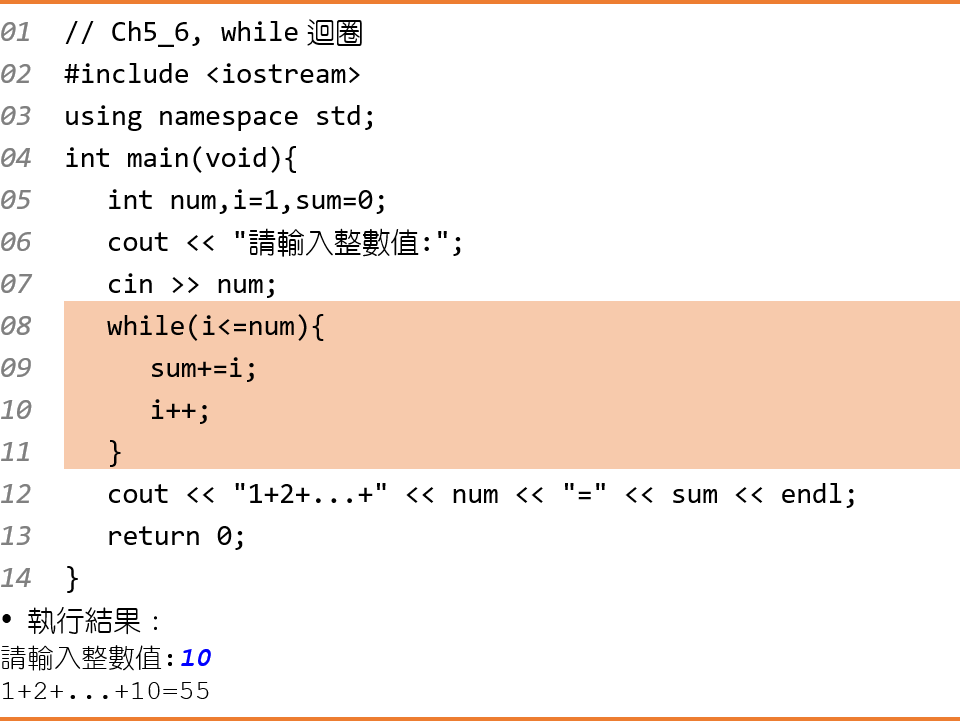 01 // Ch5_6, while 迴圈
02 #include <iostream>
03 using namespace std;
04 int main(void){
05 int num,i=1,sum=0;
06 cout << "請輸入整數值:";
07 cin >> num;
08 while(i<=num){
09 sum+=i;
10 i++;
11 }
12 cout << "1+2+...+" << num << "=" << sum << endl;
13 return 0;
14 }
• 執行結果：
請輸入整數值:10
1+2+...+10=55